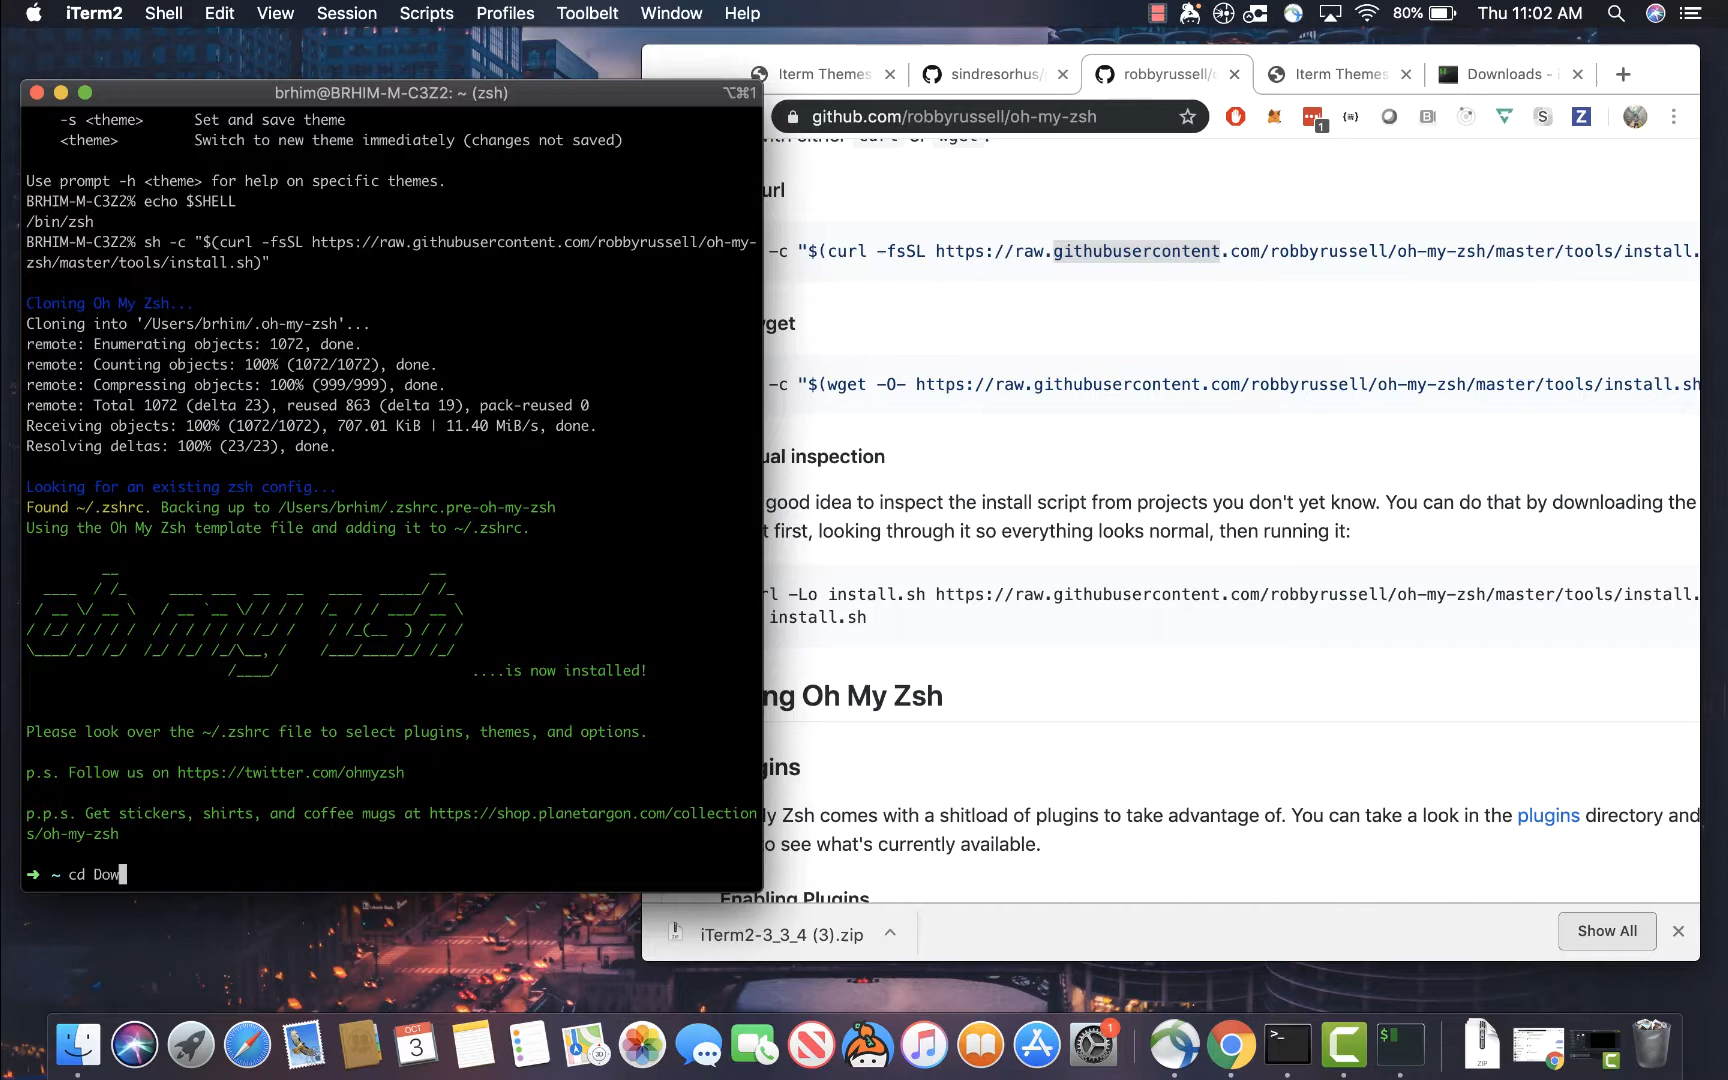 iTerm2 Shell Edit View Session Scripts Profiles Toolbelt Window Help
80% Thu 11:02 AM
brhim@BRHIM-M-C3Z2: ~ (zsh)
⌥⌘1
-s <theme> Set and save theme
<theme> Switch to new theme immediately (changes not saved)
Use prompt -h <theme> for help on specific themes.
BRHIM-M-C3Z2% echo $SHELL
/bin/zsh
BRHIM-M-C3Z2% sh -c "$(curl -fsSL https://raw.githubusercontent.com/robbyrussell/oh-my-
zsh/master/tools/install.sh)"
Cloning Oh My Zsh...
Cloning into '/Users/brhim/.oh-my-zsh'...
remote: Enumerating objects: 1072, done.
remote: Counting objects: 100% (1072/1072), done.
remote: Compressing objects: 100% (999/999), done.
remote: Total 1072 (delta 23), reused 863 (delta 19), pack-reused 0
Receiving objects: 100% (1072/1072), 707.01 KiB | 11.40 MiB/s, done.
Resolving deltas: 100% (23/23), done.
Looking for an existing zsh config...
Found ~/.zshrc. Backing up to /Users/brhim/.zshrc.pre-oh-my-zsh
Using the Oh My Zsh template file and adding it to ~/.zshrc.
oh my zsh
....is now installed!
Please look over the ~/.zshrc file to select plugins, themes, and options.
p.s. Follow us on https://twitter.com/ohmyzsh
p.p.s. Get stickers, shirts, and coffee mugs at https://shop.planetargon.com/collection
s/oh-my-zsh
➜ ~ cd Dow
Iterm Themes
sindresorhus/
robbyrussell/
Iterm Themes
Downloads -
github.com/robbyrussell/oh-my-zsh
1
url
-c "$(curl -fsSL https://raw.githubusercontent.com/robbyrussell/oh-my-zsh/master/tools/install.
wget
-c "$(wget -O- https://raw.githubusercontent.com/robbyrussell/oh-my-zsh/master/tools/install.sh
ual inspection
good idea to inspect the install script from projects you don't yet know. You can do that by downloading the
t first, looking through it so everything looks normal, then running it:
rl -Lo install.sh https://raw.githubusercontent.com/robbyrussell/oh-my-zsh/master/tools/install.
install.sh
ng Oh My Zsh
gins
ly Zsh comes with a shitload of plugins to take advantage of. You can take a look in the plugins directory and
to see what's currently available.
Enabling Plugins
iTerm2-3_3_4 (3).zip
Show All
OCT
3
1
ZIP